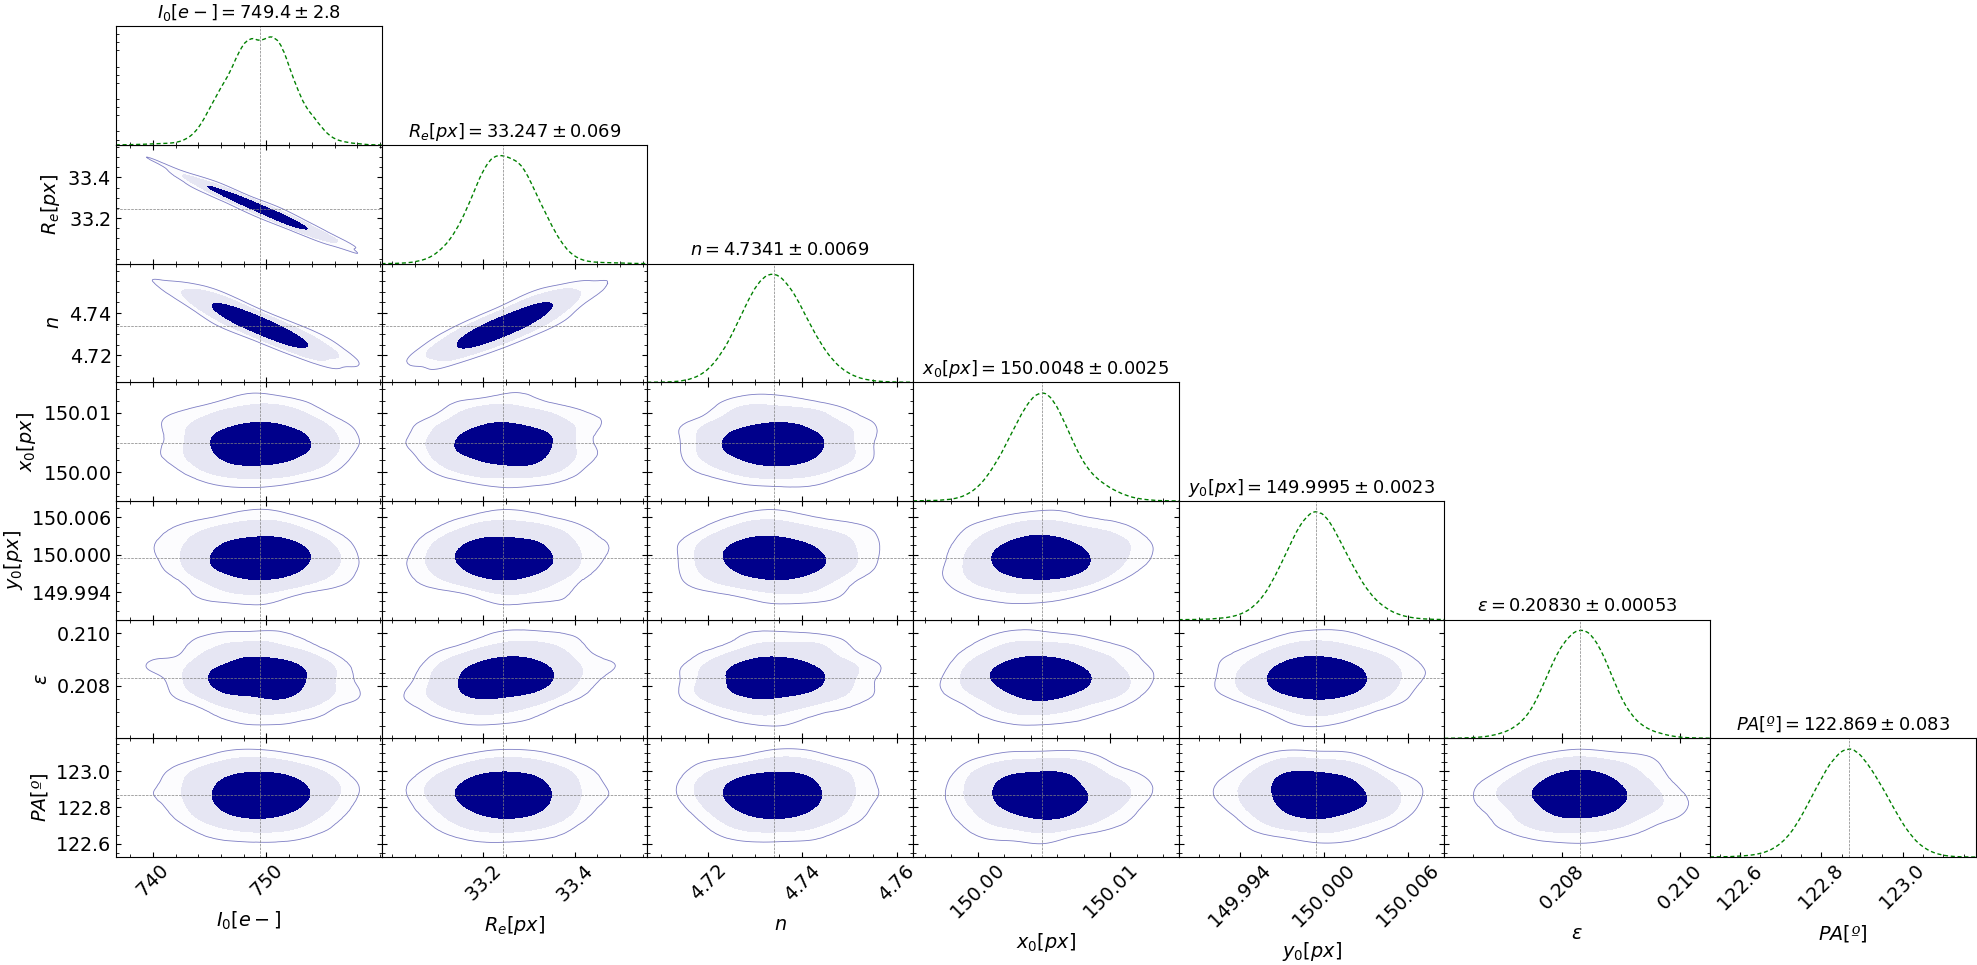 I₀[e−] = 749.4 ± 2.8
Rₑ[px] = 33.247 ± 0.069
Rₑ[px]
33.4
33.2
n = 4.7341 ± 0.0069
n
4.74
4.72
x₀[px] = 150.0048 ± 0.0025
x₀[px]
150.01
150.00
y₀[px] = 149.9995 ± 0.0023
y₀[px]
150.006
150.000
149.994
ε = 0.20830 ± 0.00053
ε
0.210
0.208
PA[º] = 122.869 ± 0.083
PA[º]
123.0
122.8
122.6
740 750 33.2 33.4 4.72 4.74 4.76 150.00 150.01 149.994 150.000 150.006 0.208 0.210 122.6 122.8 123.0
I₀[e−] Rₑ[px] n x₀[px] y₀[px] ε PA[º]